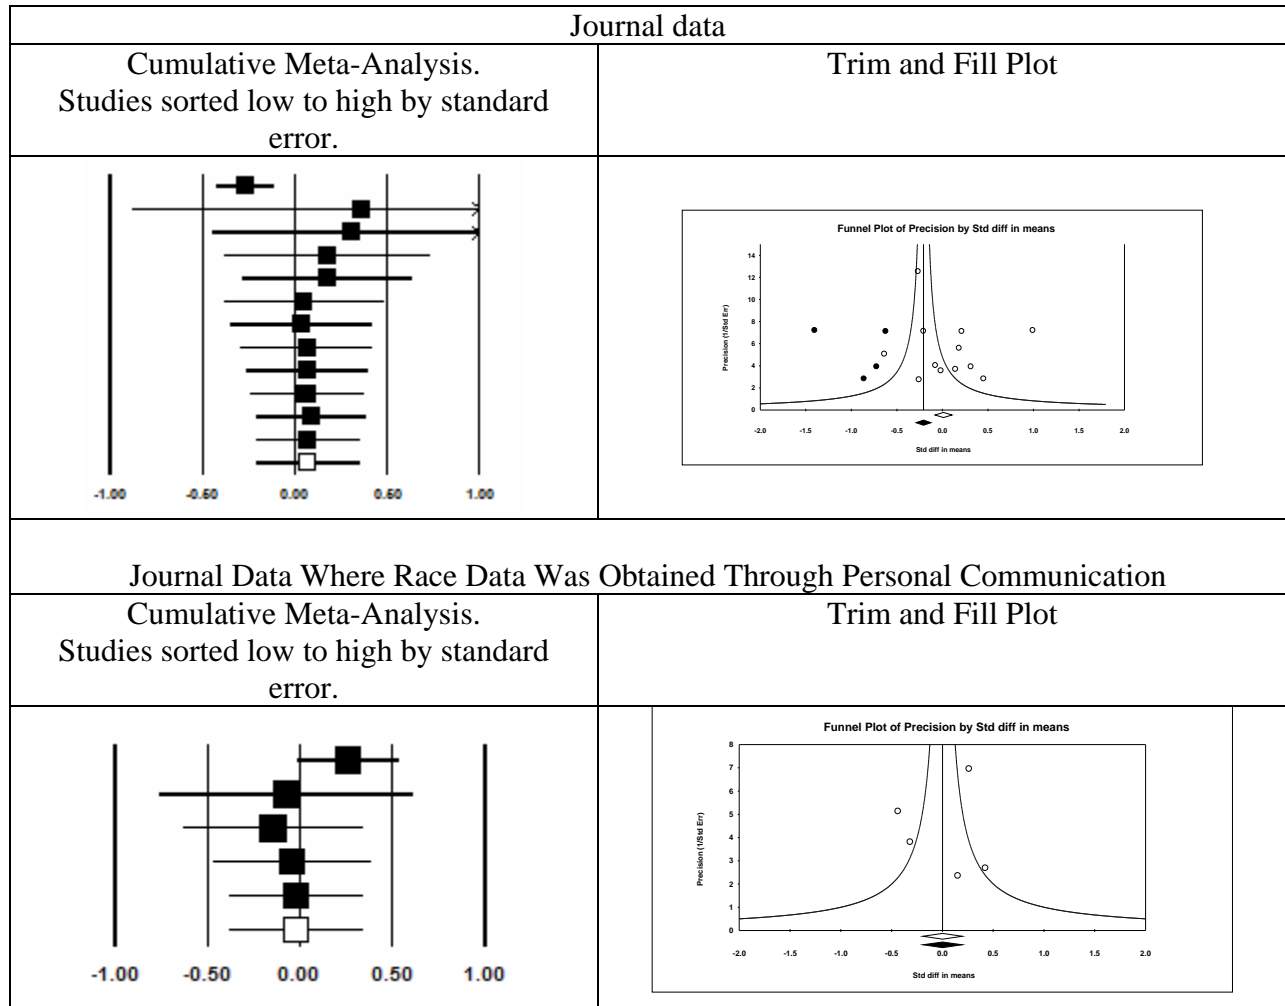 Journal data
Cumulative Meta-Analysis.
Studies sorted low to high by standard
error.
Trim and Fill Plot
-1.00 -0.50 0.00 0.50 1.00
Funnel Plot of Precision by Std diff in means
Precision (1/Std Err)
14
12
10
8
6
4
2
0
-2.0 -1.5 -1.0 -0.5 0.0 0.5 1.0 1.5 2.0
Std diff in means
Journal Data Where Race Data Was Obtained Through Personal Communication
Cumulative Meta-Analysis.
Studies sorted low to high by standard
error.
Trim and Fill Plot
-1.00 -0.50 0.00 0.50 1.00
Funnel Plot of Precision by Std diff in means
Precision (1/Std Err)
8
7
6
5
4
3
2
1
0
-2.0 -1.5 -1.0 -0.5 0.0 0.5 1.0 1.5 2.0
Std diff in means